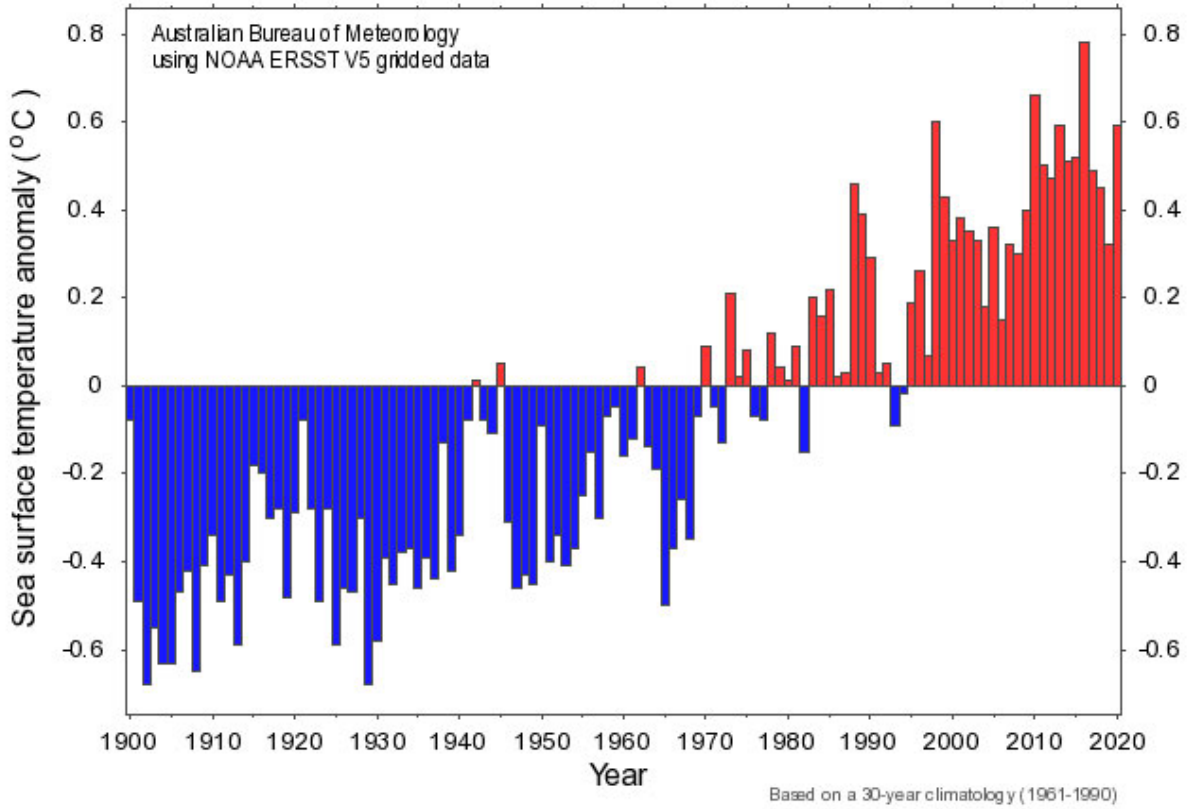 Australian Bureau of Meteorology
using NOAA ERSST V5 gridded data
Sea surface temperature anomaly (°C )
0.8
0.6
0.4
0.2
0
-0.2
-0.4
-0.6
0.8
0.6
0.4
0.2
0
-0.2
-0.4
-0.6
1900 1910 1920 1930 1940 1950 1960 1970 1980 1990 2000 2010 2020
Year
Based on a 30-year climatology (1961-1990)